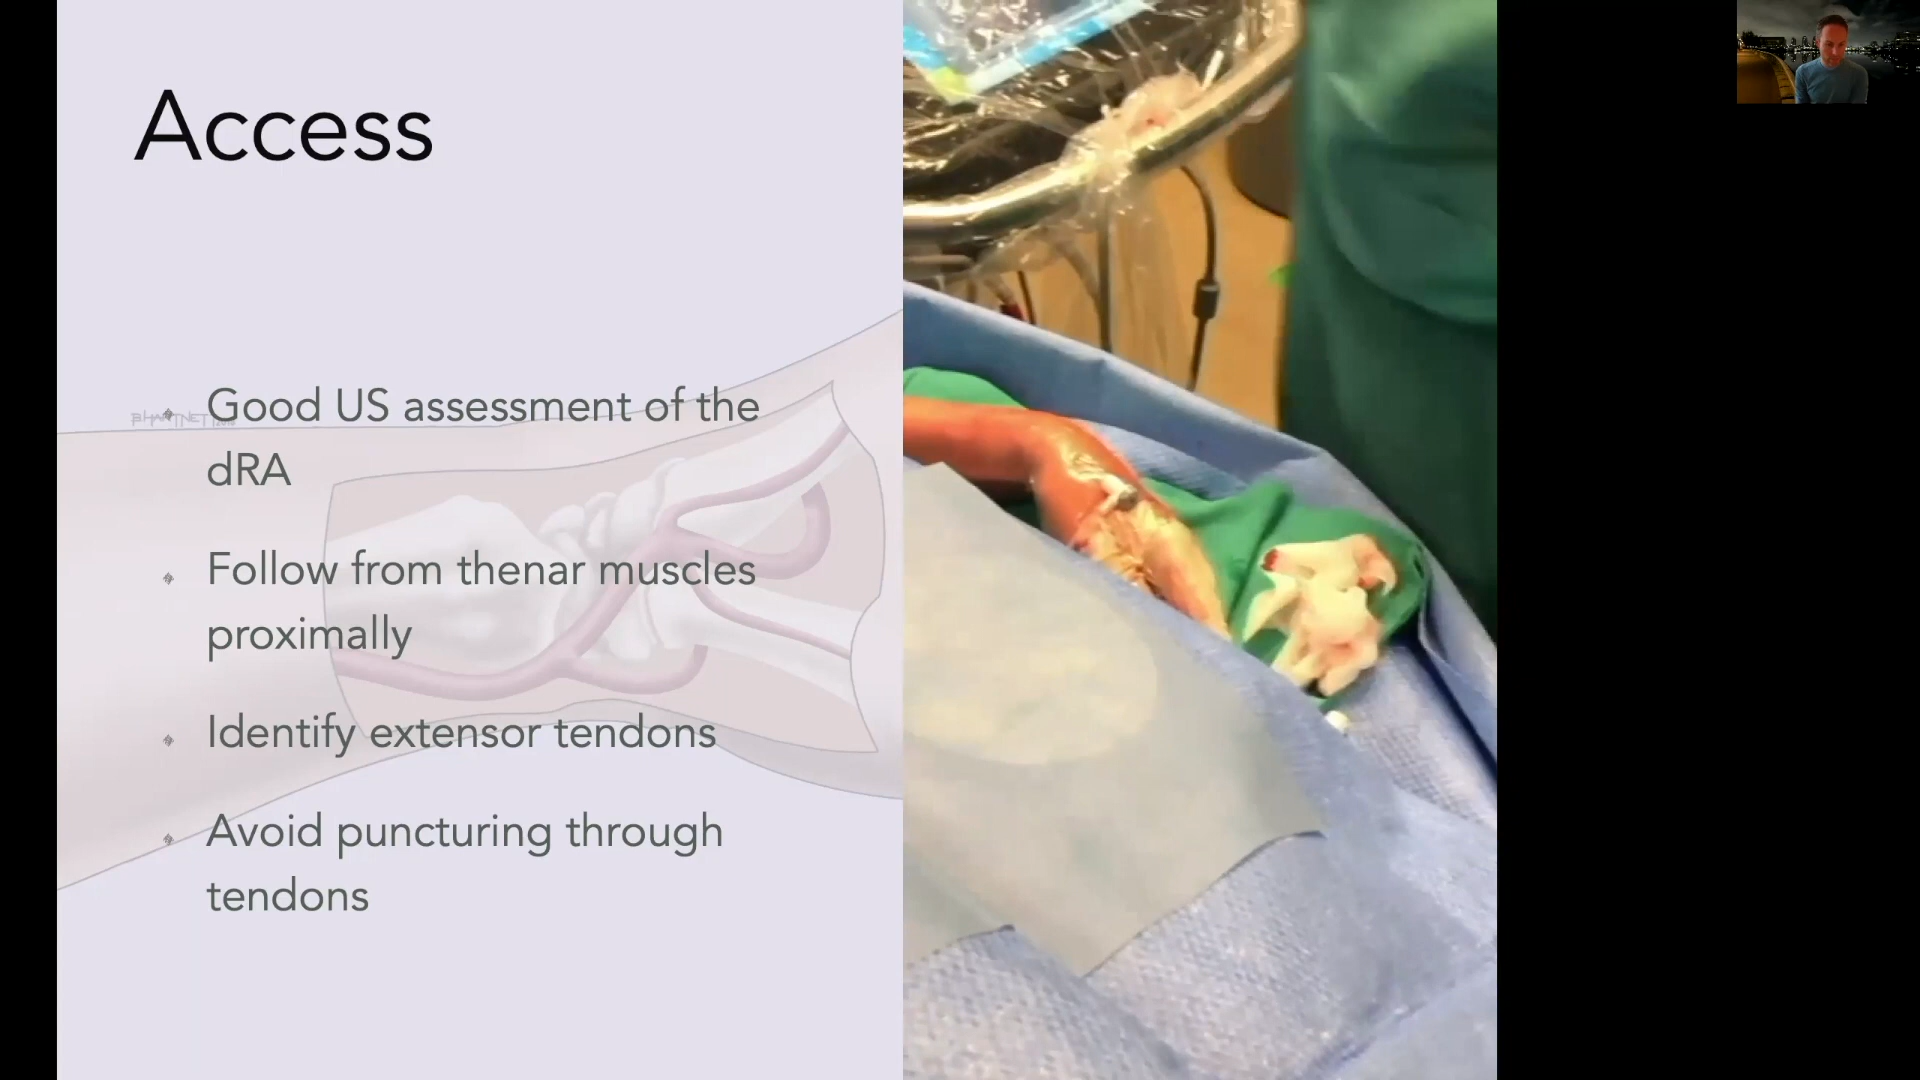 Access
Good US assessment of the
dRA
Follow from thenar muscles
proximally
Identify extensor tendons
Avoid puncturing through
tendons